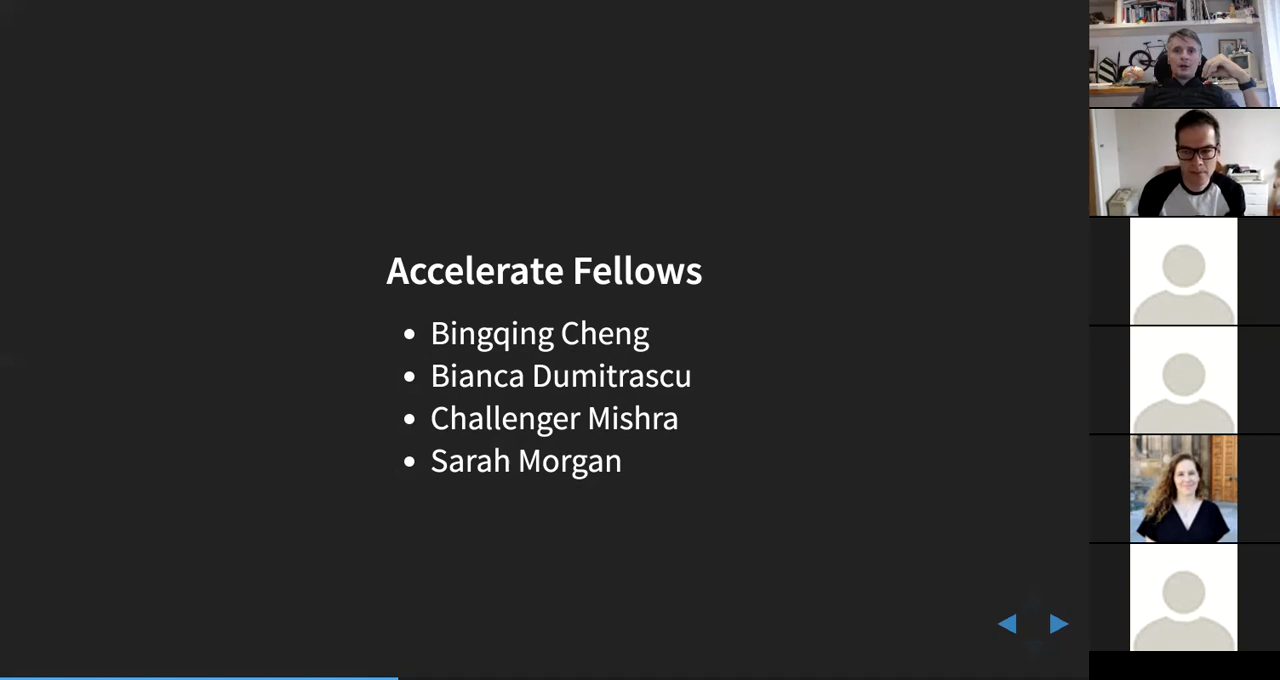 Accelerate Fellows
Bingqing Cheng
Bianca Dumitrascu
Challenger Mishra
Sarah Morgan